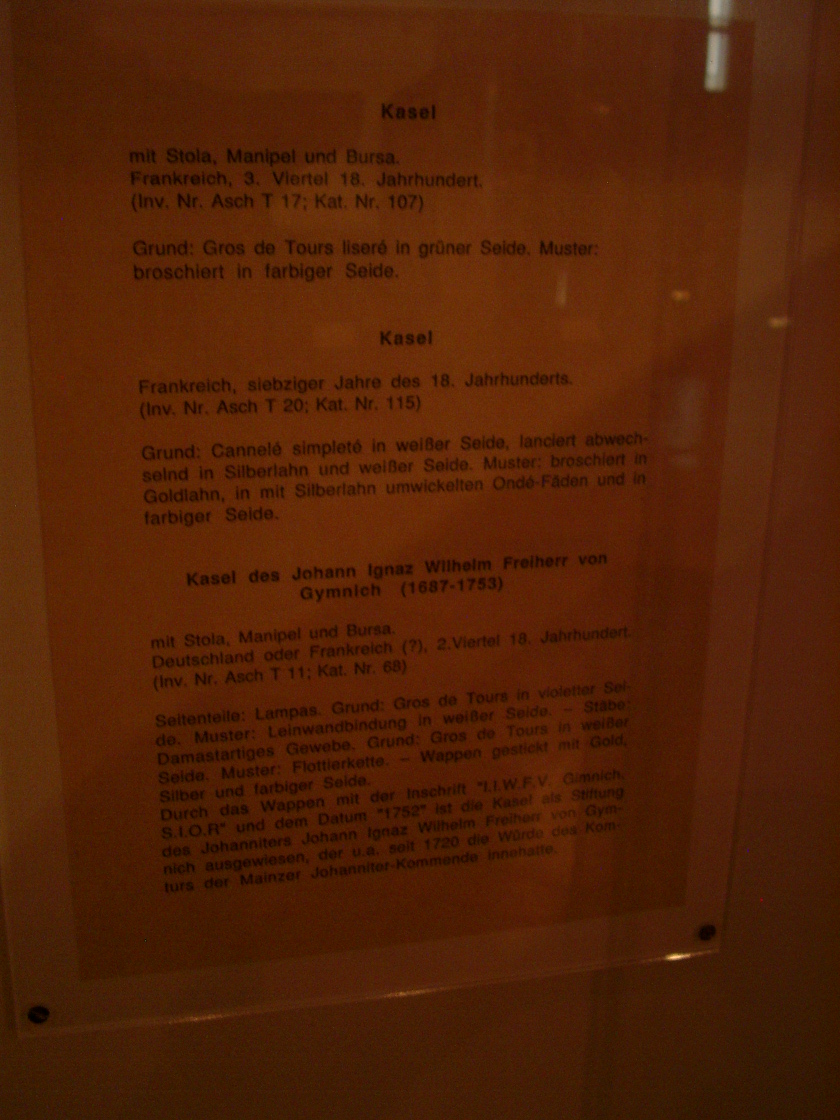 Kasel
mit Stola, Manipel und Bursa.
Frankreich, 3. Viertel 18. Jahrhundert.
(Inv. Nr. Asch T 17; Kat. Nr. 107)
Grund: Gros de Tours liseré in grüner Seide. Muster:
broschiert in farbiger Seide.
Kasel
Frankreich, siebziger Jahre des 18. Jahrhunderts.
(Inv. Nr. Asch T 20; Kat. Nr. 115)
Grund: Cannelé simpleté in weißer Seide, lanciert abwech-
selnd in Silberlahn und weißer Seide. Muster: broschiert in
Goldlahn, in mit Silberlahn umwickelten Ondé-Fäden und in
farbiger Seide.
Kasel des Johann Ignaz Wilhelm Freiherr von
Gymnich (1687-1753)
mit Stola, Manipel und Bursa.
Deutschland oder Frankreich (?), 2.Viertel 18. Jahrhundert.
(Inv. Nr. Asch T 11; Kat. Nr. 68)
Seitenteile: Lampas. Grund: Gros de Tours in violetter Sei-
de. Muster: Leinwandbindung in weißer Seide. – Stäbe:
Damastartiges Gewebe. Grund: Gros de Tours in weißer
Seide. Muster: Flottierkette. – Wappen gestickt mit Gold,
Silber und farbiger Seide.
Durch das Wappen mit der Inschrift "I.I.W.F.V. Gimnich,
S.I.O.R" und dem Datum "1752" ist die Kasel als Stiftung
des Johanniters Johann Ignaz Wilhelm Freiherr von Gym-
nich ausgewiesen, der u.a. seit 1720 die Würde des Kom-
turs der Mainzer Johanniter-Kommende innehatte.